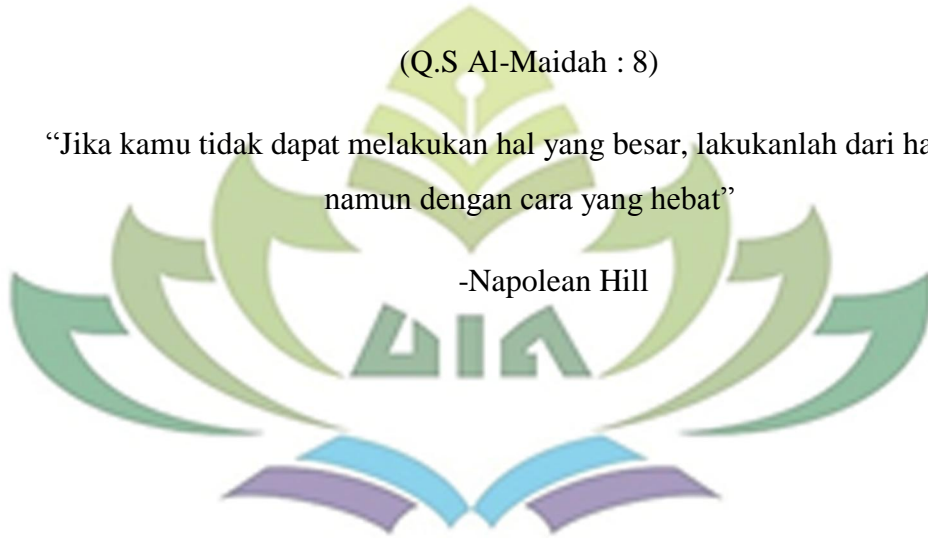 (Q.S Al-Maidah : 8)
“Jika kamu tidak dapat melakukan hal yang besar, lakukanlah dari
namun dengan cara yang hebat”
-Napolean Hill
UIN